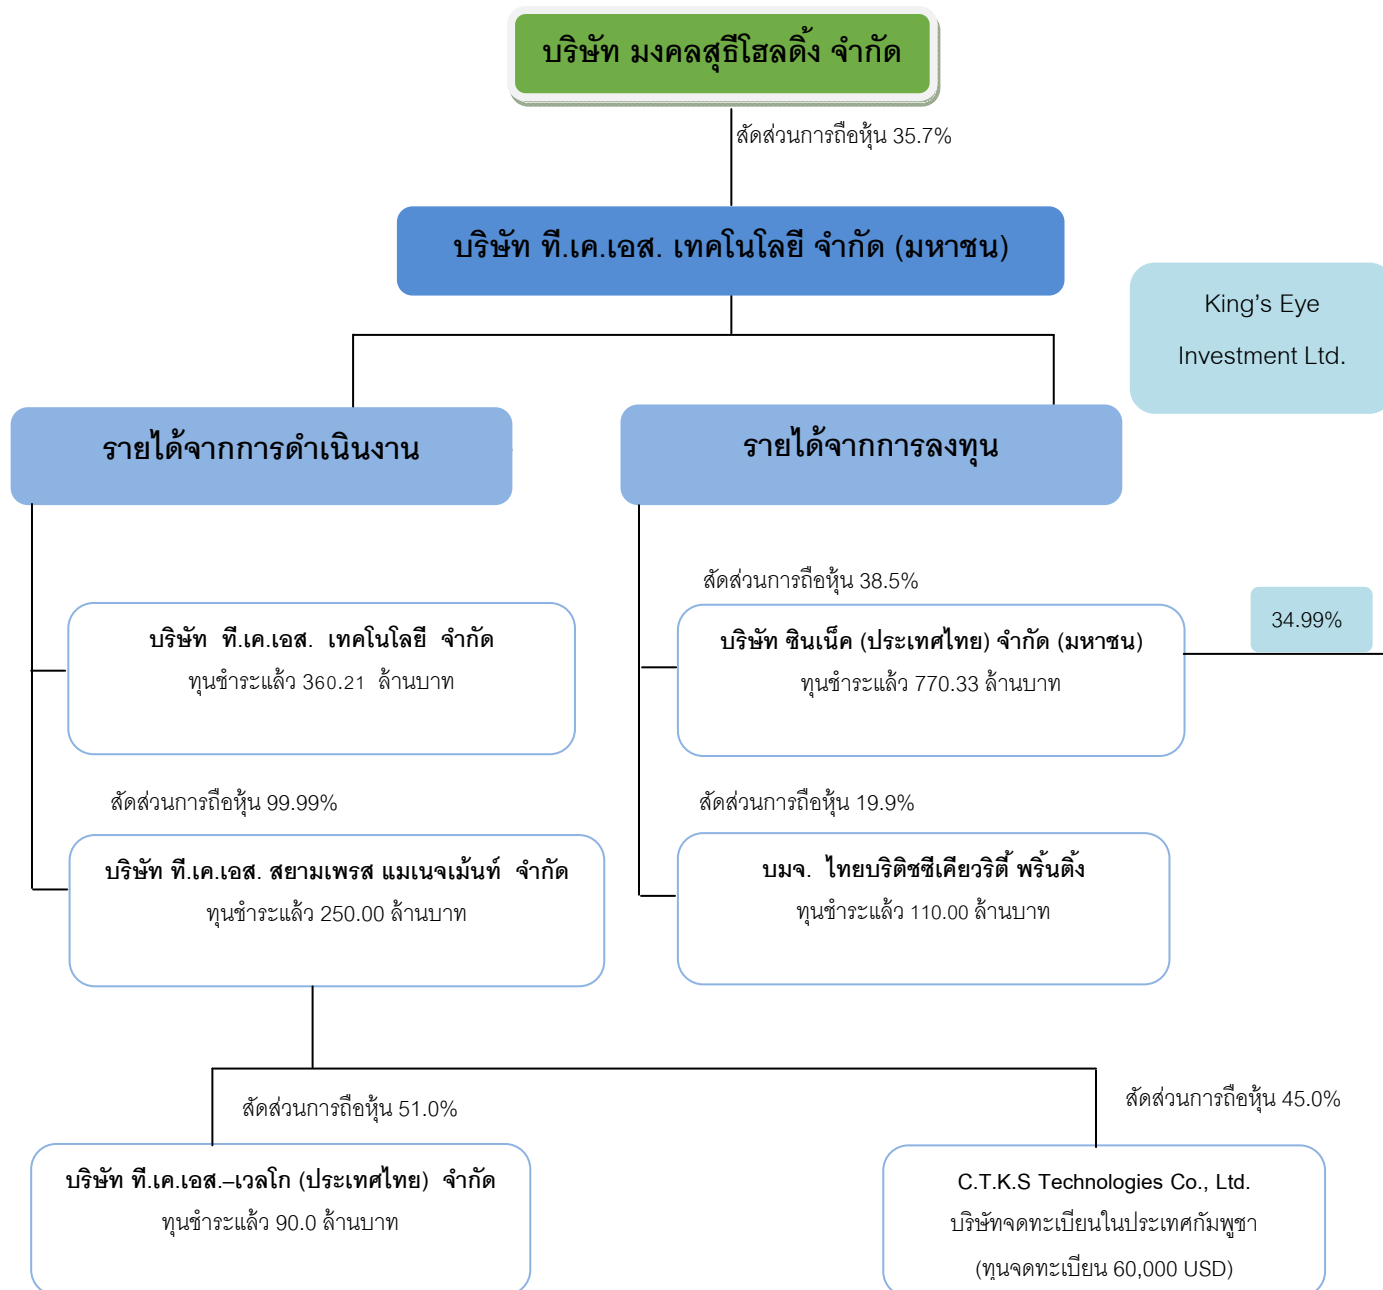 บริษัท มงคลสุธีโฮลดิ้ง จำกัด
สัดส่วนการถือหุ้น 35.7%
บริษัท ที.เค.เอส. เทคโนโลยี จำกัด (มหาชน)
King's Eye
Investment Ltd.
รายได้จากการดำเนินงาน
รายได้จากการลงทุน
สัดส่วนการถือหุ้น 38.5%
บริษัท ที.เค.เอส. เทคโนโลยี จำกัด
ทุนชำระแล้ว 360.21 ล้านบาท
บริษัท ซินเน็ค (ประเทศไทย) จำกัด (มหาชน)
ทุนชำระแล้ว 770.33 ล้านบาท
34.99%
สัดส่วนการถือหุ้น 99.99%
สัดส่วนการถือหุ้น 19.9%
บริษัท ที.เค.เอส. สยามเพรส แมเนจเม้นท์ จำกัด
ทุนชำระแล้ว 250.00 ล้านบาท
บมจ. ไทยบริติชซีเคียวริตี้ พริ้นติ้ง
ทุนชำระแล้ว 110.00 ล้านบาท
สัดส่วนการถือหุ้น 51.0%
สัดส่วนการถือหุ้น 45.0%
บริษัท ที.เค.เอส.–เวลโก (ประเทศไทย) จำกัด
ทุนชำระแล้ว 90.0 ล้านบาท
C.T.K.S Technologies Co., Ltd.
บริษัทจดทะเบียนในประเทศกัมพูชา
(ทุนจดทะเบียน 60,000 USD)